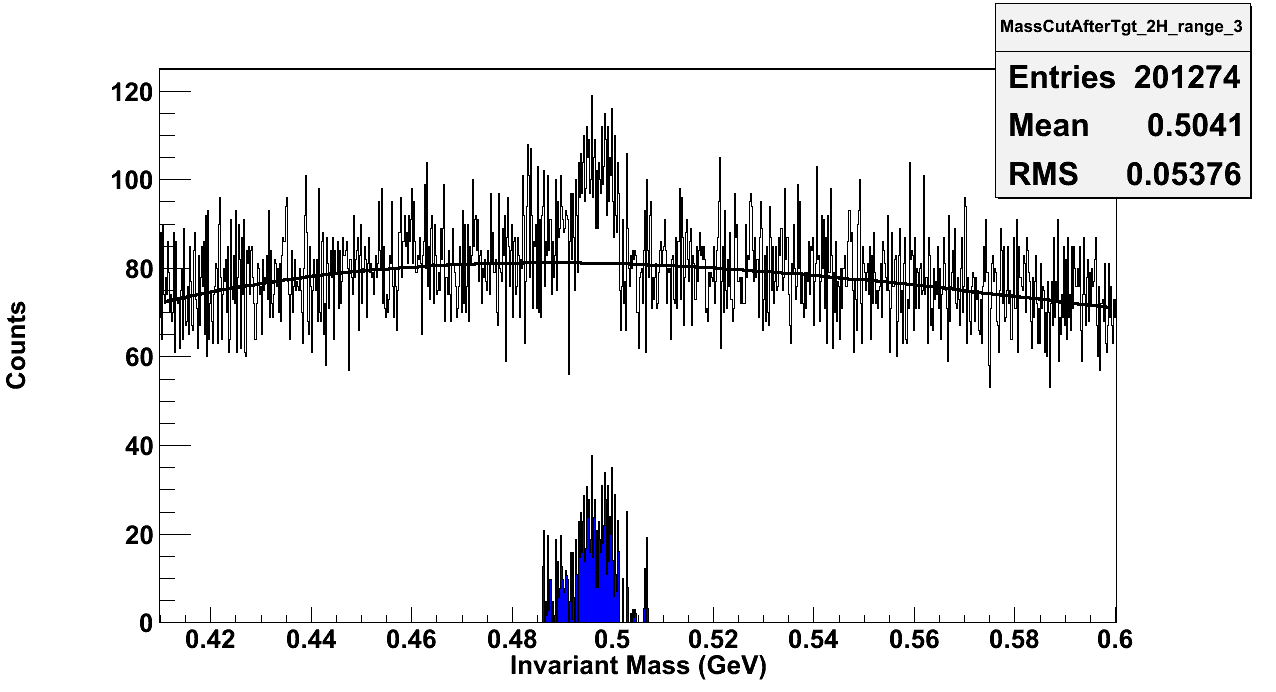 MassCutAfterTgt_2H_range_3
Entries 201274
Mean 0.5041
RMS 0.05376
120
100
80
60
40
20
0
Counts
0.42 0.44 0.46 0.48 0.5 0.52 0.54 0.56 0.58 0.6
Invariant Mass (GeV)